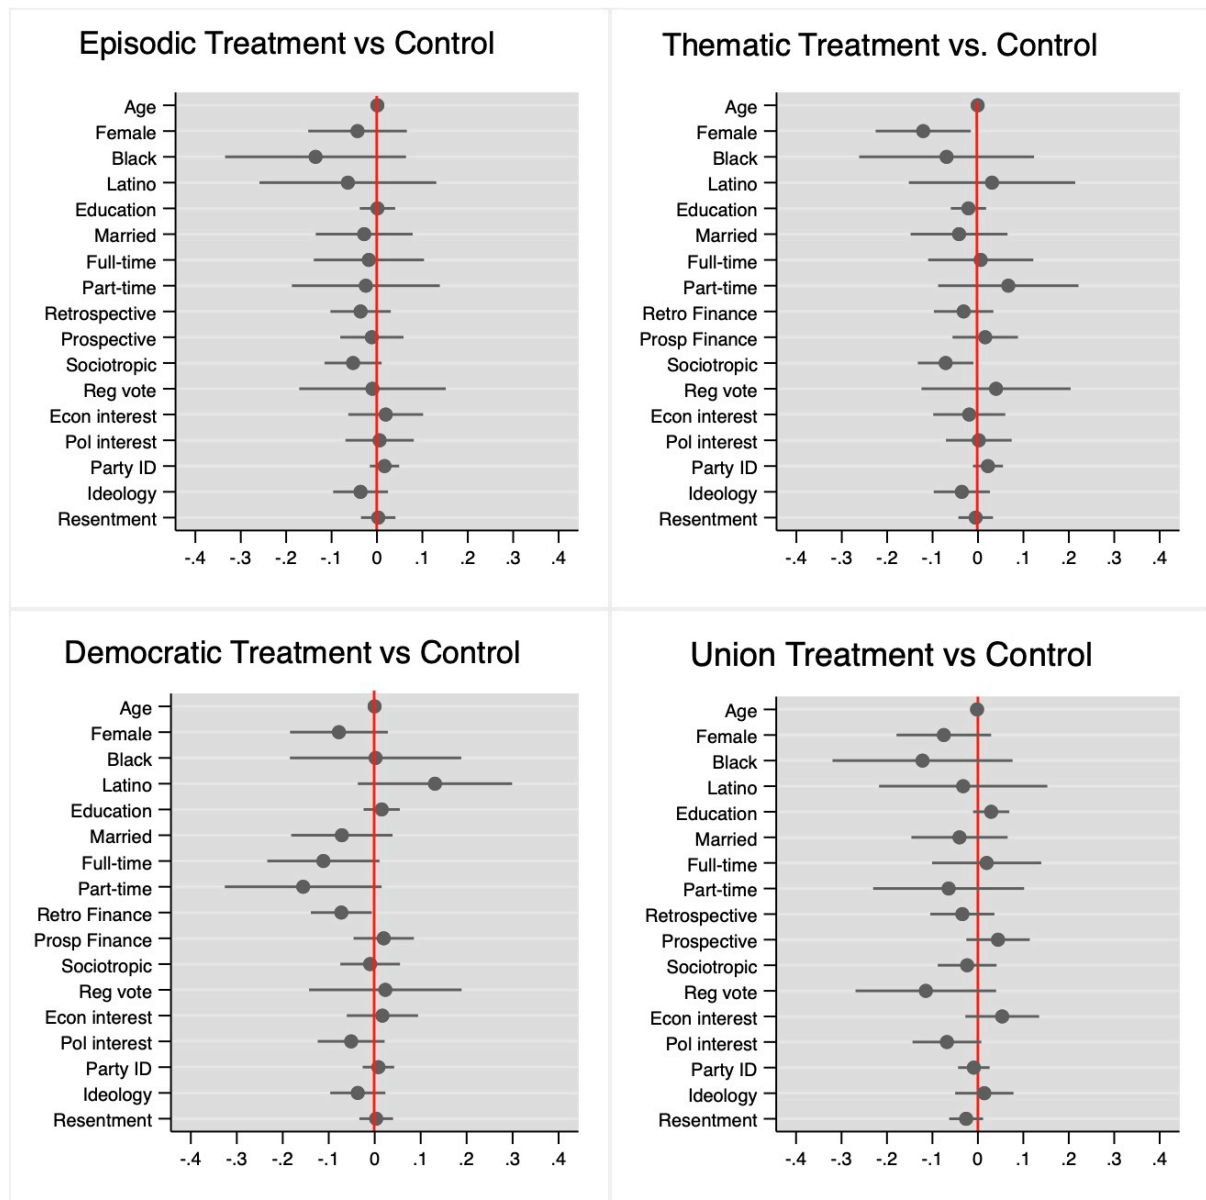 Episodic Treatment vs Control
Age
Female
Black
Latino
Education
Married
Full-time
Part-time
Retrospective
Prospective
Sociotropic
Reg vote
Econ interest
Pol interest
Party ID
Ideology
Resentment
-.4 -.3 -.2 -.1 0 .1 .2 .3 .4
Thematic Treatment vs. Control
Age
Female
Black
Latino
Education
Married
Full-time
Part-time
Retro Finance
Prosp Finance
Sociotropic
Reg vote
Econ interest
Pol interest
Party ID
Ideology
Resentment
-.4 -.3 -.2 -.1 0 .1 .2 .3 .4
Democratic Treatment vs Control
Age
Female
Black
Latino
Education
Married
Full-time
Part-time
Retro Finance
Prosp Finance
Sociotropic
Reg vote
Econ interest
Pol interest
Party ID
Ideology
Resentment
-.4 -.3 -.2 -.1 0 .1 .2 .3 .4
Union Treatment vs Control
Age
Female
Black
Latino
Education
Married
Full-time
Part-time
Retrospective
Prospective
Sociotropic
Reg vote
Econ interest
Pol interest
Party ID
Ideology
Resentment
-.4 -.3 -.2 -.1 0 .1 .2 .3 .4